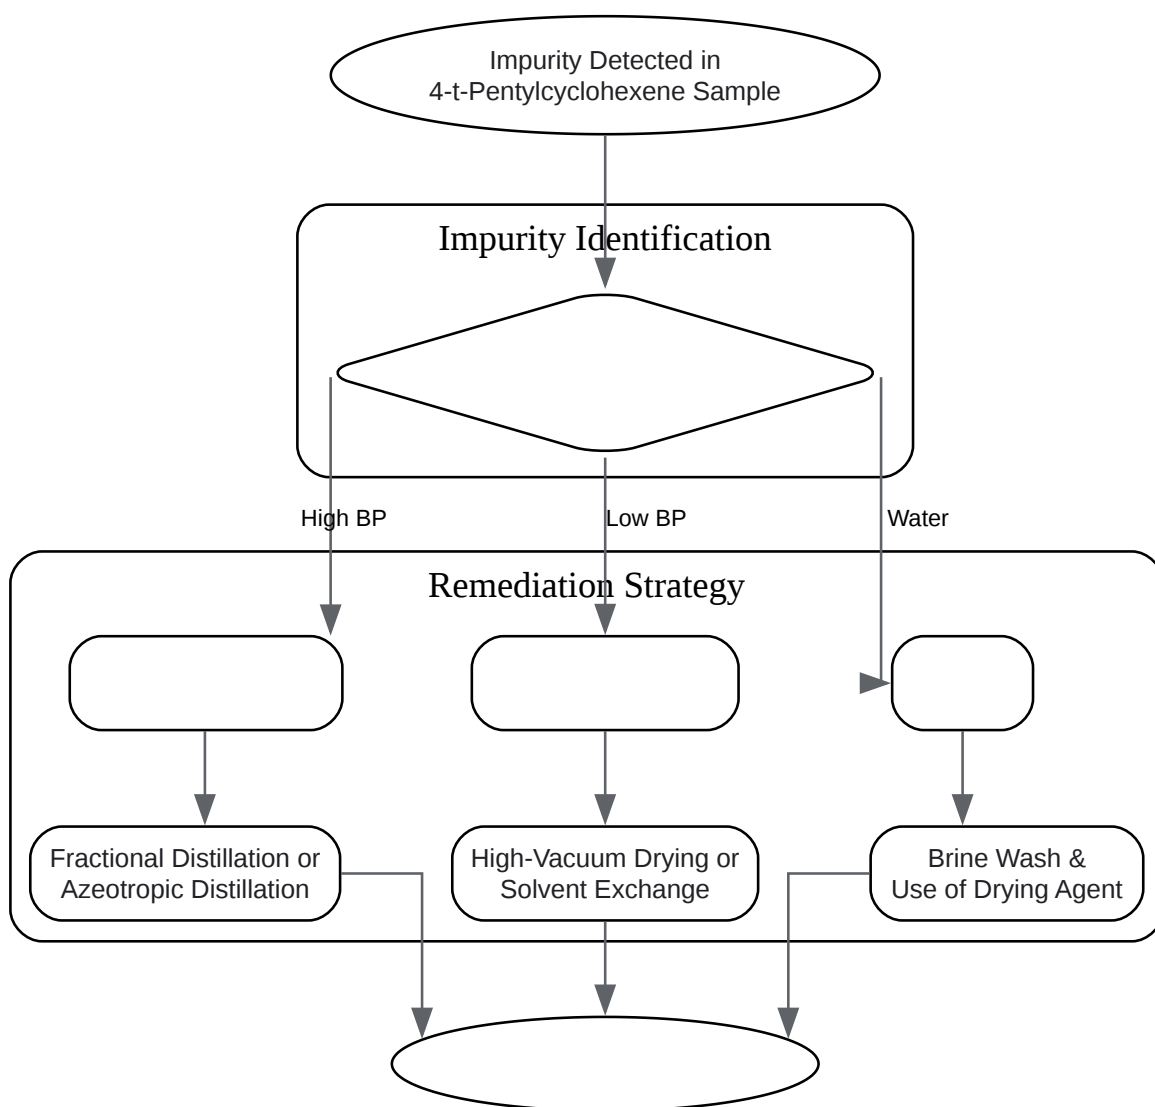 Impurity Detected in
4-t-Pentylcyclohexene Sample
Impurity Identification
High BP
Low BP
Water
Remediation Strategy
Fractional Distillation or
Azeotropic Distillation
High-Vacuum Drying or
Solvent Exchange
Brine Wash &
Use of Drying Agent